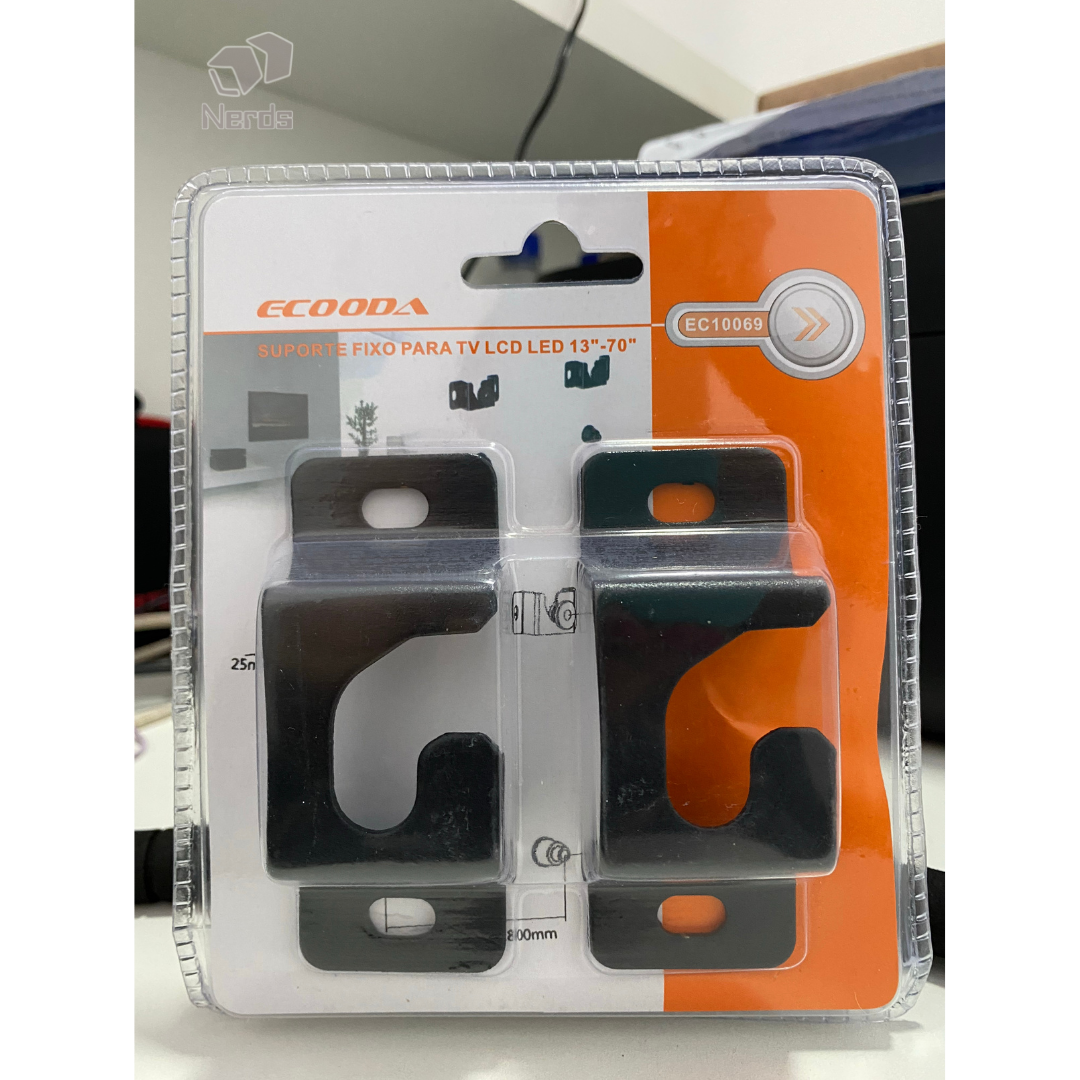 Nerds
ECOODA
EC10069
SUPORTE FIXO PARA TV LCD LED 13"-70"
800mm